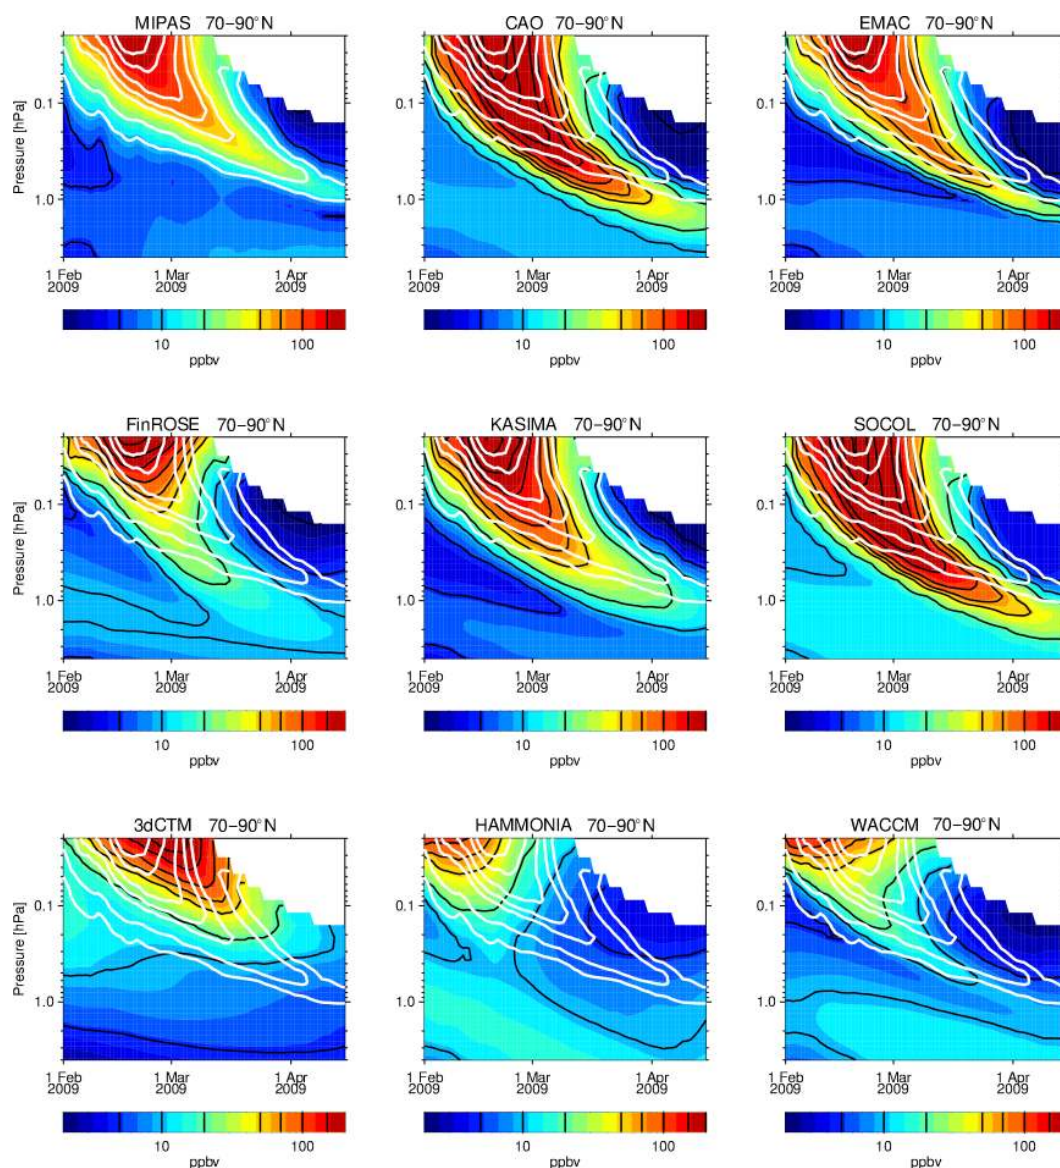 MIPAS 70−90°N
CAO 70−90°N
EMAC 70−90°N
Pressure [hPa]
0.1
1.0
1 Feb 2009
1 Mar 2009
1 Apr
1 Feb 2009
1 Mar 2009
1 Apr
1 Feb 2009
1 Mar 2009
1 Apr
10 100
10 100
10 100
ppbv
ppbv
ppbv
FinROSE 70−90°N
KASIMA 70−90°N
SOCOL 70−90°N
Pressure [hPa]
0.1
1.0
1 Feb 2009
1 Mar 2009
1 Apr 2009
1 Feb 2009
1 Mar 2009
1 Apr 2009
1 Feb 2009
1 Mar 2009
1 Apr 2009
10 100
10 100
10 100
ppbv
ppbv
ppbv
3dCTM 70−90°N
HAMMONIA 70−90°N
WACCM 70−90°N
Pressure [hPa]
0.1
1.0
1 Feb 2009
1 Mar 2009
1 Apr 2009
1 Feb 2009
1 Mar 2009
1 Apr 2009
1 Feb 2009
1 Mar 2009
1 Apr 2009
10 100
10 100
10 100
ppbv
ppbv
ppbv